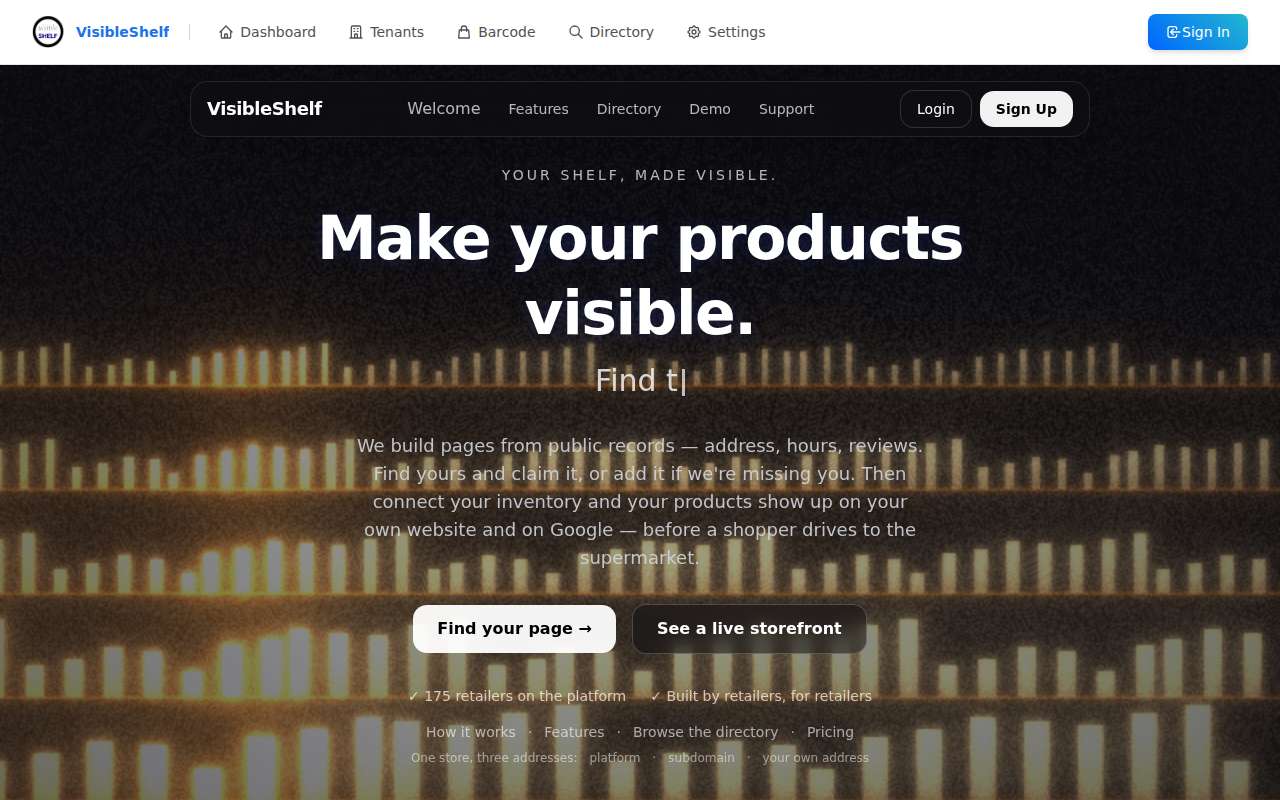 SHELF
VisibleShelf
Dashboard
Tenants
Barcode
Directory
Settings
Sign In
VisibleShelf
Welcome
Features
Directory
Demo
Support
Login
Sign Up
YOUR SHELF, MADE VISIBLE.
Make your products
visible.
Find t|
We build pages from public records — address, hours, reviews.
Find yours and claim it, or add it if we're missing you. Then
connect your inventory and your products show up on your
own website and on Google — before a shopper drives to the
supermarket.
Find your page →
See a live storefront
✓ 175 retailers on the platform ✓ Built by retailers, for retailers
How it works · Features · Browse the directory · Pricing
One store, three addresses: platform · subdomain · your own address